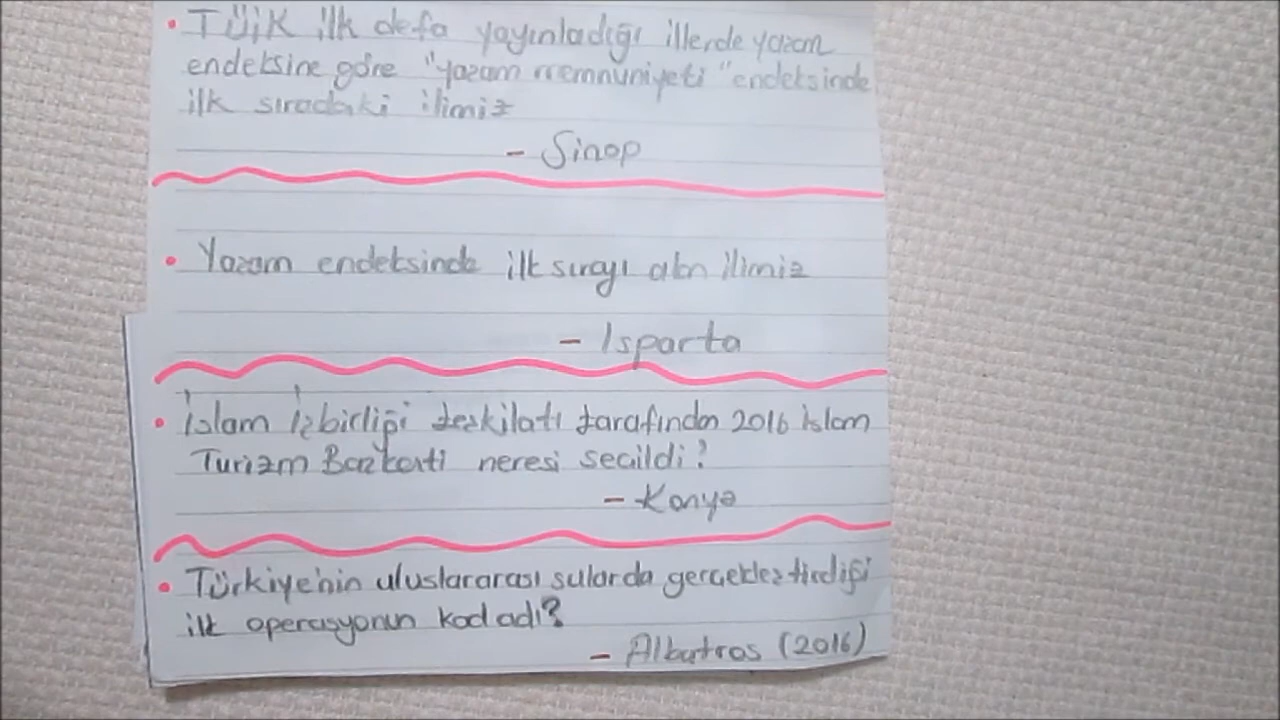 • TÜİK ilk defa yayınladığı illerde yaşam
endeksine göre "yaşam memnuniyeti" endeksinde
ilk sıradaki ilimiz
- Sinop
• Yaşam endeksinde ilk sırayı alan ilimiz
- Isparta
• İslam İşbirliği teşkilatı tarafından 2016 İslam
Turizm Başkenti neresi seçildi?
- Konya
• Türkiye'nin uluslararası sularda gerçekleştirdiği
ilk operasyonun kod adı?
- Albatros (2016)